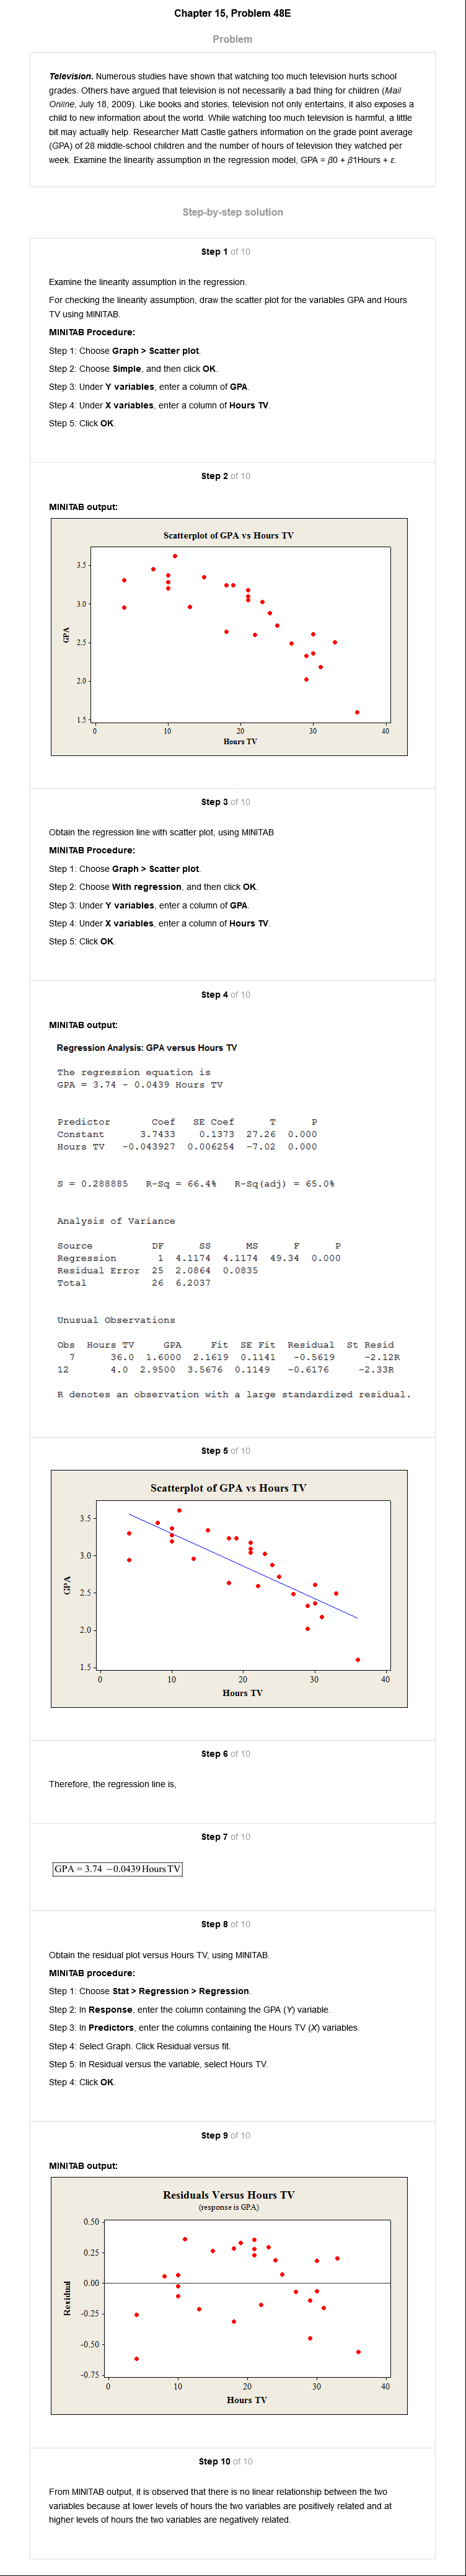 Chapter 15, Problem 48E
Problem
Television. Numerous studies have shown that watching too much television hurts school
grades. Others have argued that television is not necessarily a bad thing for children (Mail
Online, July 18, 2009). Like books and stories, television not only entertains, it also exposes a
child to new information about the world. While watching too much television is harmful, a little
bit may actually help. Researcher Matt Castle gathers information on the grade point average
(GPA) of 28 middle-school children and the number of hours of television they watched per
week. Examine the linearity assumption in the regression model, GPA = β0 + β1Hours + ε.
Step-by-step solution
Step 1 of 10
Examine the linearity assumption in the regression.
For checking the linearity assumption, draw the scatter plot for the variables GPA and Hours
TV using MINITAB.
MINITAB Procedure:
Step 1: Choose Graph > Scatter plot.
Step 2: Choose Simple, and then click OK.
Step 3: Under Y variables, enter a column of GPA.
Step 4: Under X variables, enter a column of Hours TV.
Step 5: Click OK.
Step 2 of 10
MINITAB output:
Scatterplot of GPA vs Hours TV
3.5
3.0
GPA
2.5
2.0
1.5
0 10 20 30 40
Hours TV
Step 3 of 10
Obtain the regression line with scatter plot, using MINITAB
MINITAB Procedure:
Step 1: Choose Graph > Scatter plot.
Step 2: Choose With regression, and then click OK.
Step 3: Under Y variables, enter a column of GPA.
Step 4: Under X variables, enter a column of Hours TV.
Step 5: Click OK.
Step 4 of 10
MINITAB output:
Regression Analysis: GPA versus Hours TV
The regression equation is
GPA = 3.74 - 0.0439 Hours TV
Predictor Coef SE Coef T P
Constant 3.7433 0.1373 27.26 0.000
Hours TV -0.043927 0.006254 -7.02 0.000
S = 0.288885 R-Sq = 66.4% R-Sq(adj) = 65.0%
Analysis of Variance
Source DF SS MS F P
Regression 1 4.1174 4.1174 49.34 0.000
Residual Error 25 2.0864 0.0835
Total 26 6.2037
Unusual Observations
Obs Hours TV GPA Fit SE Fit Residual St Resid
7 36.0 1.6000 2.1619 0.1141 -0.5619 -2.12R
12 4.0 2.9500 3.5676 0.1149 -0.6176 -2.33R
R denotes an observation with a large standardized residual.
Step 5 of 10
Scatterplot of GPA vs Hours TV
3.5
3.0
GPA
2.5
2.0
1.5
0 10 20 30 40
Hours TV
Step 6 of 10
Therefore, the regression line is,
Step 7 of 10
GPA = 3.74 − 0.0439 Hours TV
Step 8 of 10
Obtain the residual plot versus Hours TV, using MINITAB.
MINITAB procedure:
Step 1: Choose Stat > Regression > Regression.
Step 2: In Response, enter the column containing the GPA (Y) variable.
Step 3: In Predictors, enter the columns containing the Hours TV (X) variables.
Step 4: Select Graph. Click Residual versus fit.
Step 5: In Residual versus the variable, select Hours TV.
Step 4: Click OK.
Step 9 of 10
MINITAB output:
Residuals Versus Hours TV
(response is GPA)
0.50
0.25
0.00
Residual
-0.25
-0.50
-0.75
0 10 20 30 40
Hours TV
Step 10 of 10
From MINITAB output, it is observed that there is no linear relationship between the two
variables because at lower levels of hours the two variables are positively related and at
higher levels of hours the two variables are negatively related.